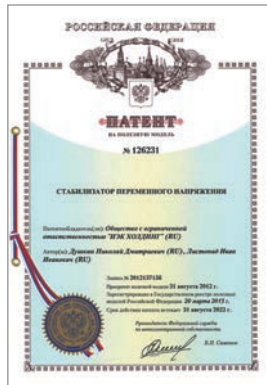 РОССИЙСКАЯ ФЕДЕРАЦИЯ
ПАТЕНТ
НА ПОЛЕЗНУЮ МОДЕЛЬ
№ 126231
СТАБИЛИЗАТОР ПЕРЕМЕННОГО НАПРЯЖЕНИЯ
Патентообладатель(ли): Общество с ограниченной
ответственностью "ИЭК ХОЛДИНГ" (RU)
Автор(ы): Душкин Николай Дмитриевич (RU), Листопад Иван
Иванович (RU)
Заявка № 2012137158
Приоритет полезной модели 31 августа 2012 г.
Зарегистрировано в Государственном реестре полезных
моделей Российской Федерации 20 марта 2013 г.
Срок действия патента истекает 31 августа 2022 г.
Руководитель Федеральной службы
по интеллектуальной собственности
Б.П. Симонов